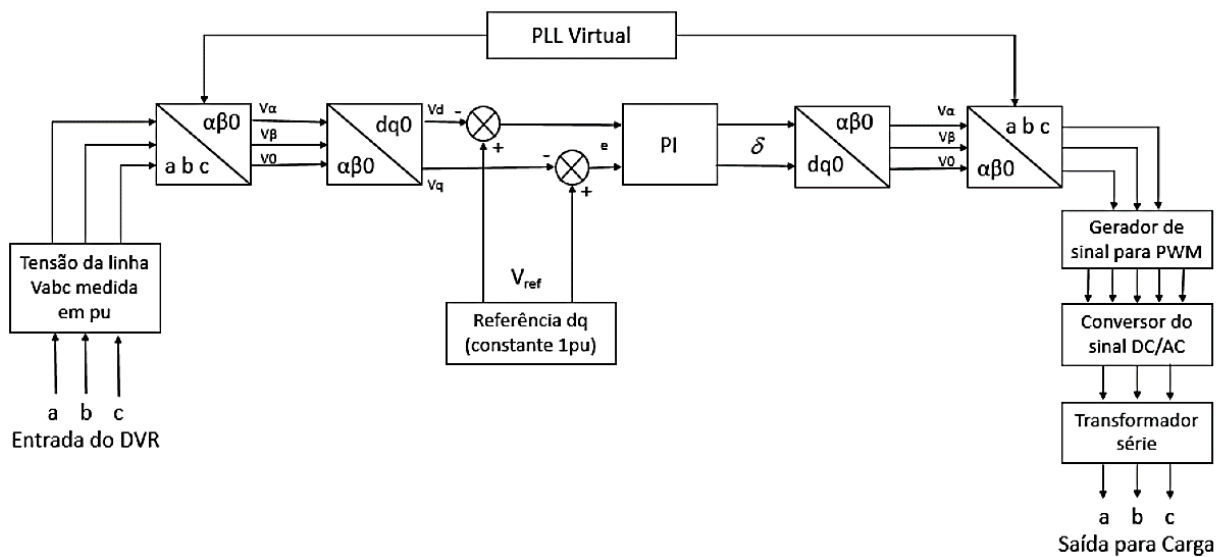 PLL Virtual
αβ0
a b c
Vα
Vβ
V0
dq0
αβ0
Vd
Vq
-
+
-
+
e
PI
δ
αβ0
dq0
Vα
Vβ
V0
a b c
αβ0
Tensão da linha
Vabc medida
em pu
a b c
Entrada do DVR
Vref
Referência dq
(constante 1pu)
Gerador de
sinal para PWM
Conversor do
sinal DC/AC
Transformador
série
a b c
Saída para Carga